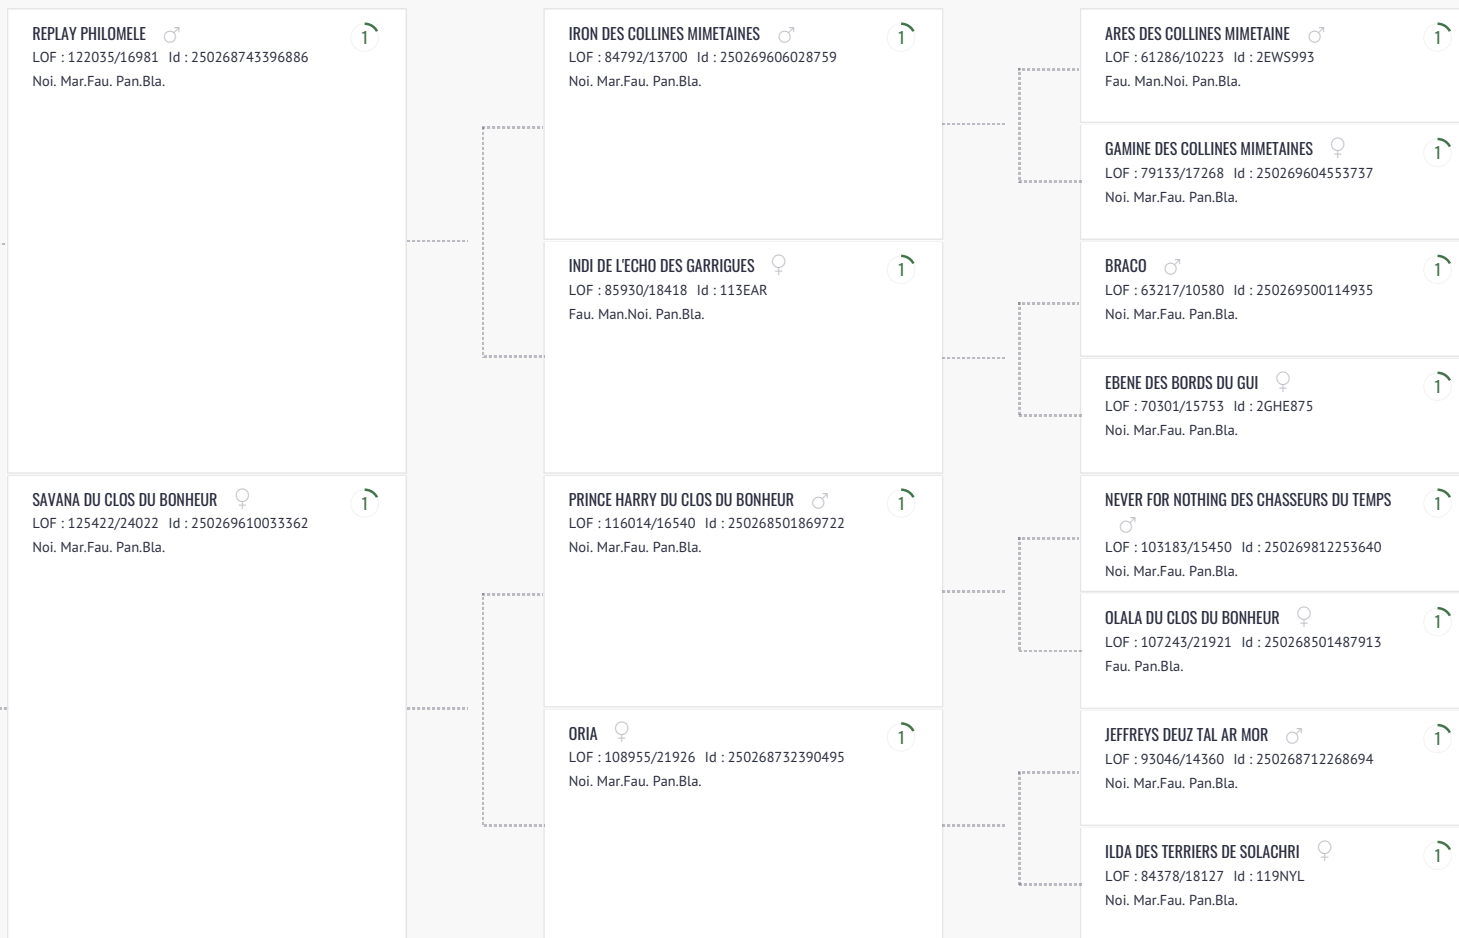 REPLAY PHILOMELE
1
LOF : 122035/16981 Id : 250268743396886
Noi. Mar.Fau. Pan.Bla.
SAVANA DU CLOS DU BONHEUR
1
LOF : 125422/24022 Id : 250269610033362
Noi. Mar.Fau. Pan.Bla.
IRON DES COLLINES MIMETAINES
1
LOF : 84792/13700 Id : 250269606028759
Noi. Mar.Fau. Pan.Bla.
INDI DE L'ECHO DES GARRIGUES
1
LOF : 85930/18418 Id : 113EAR
Fau. Man.Noi. Pan.Bla.
PRINCE HARRY DU CLOS DU BONHEUR
1
LOF : 116014/16540 Id : 250268501869722
Noi. Mar.Fau. Pan.Bla.
ORIA
1
LOF : 108955/21926 Id : 250268732390495
Noi. Mar.Fau. Pan.Bla.
ARES DES COLLINES MIMETAINE
1
LOF : 61286/10223 Id : 2EWS993
Fau. Man.Noi. Pan.Bla.
GAMINE DES COLLINES MIMETAINES
1
LOF : 79133/17268 Id : 250269604553737
Noi. Mar.Fau. Pan.Bla.
BRACO
1
LOF : 63217/10580 Id : 250269500114935
Noi. Mar.Fau. Pan.Bla.
EBENE DES BORDS DU GUI
1
LOF : 70301/15753 Id : 2GHE875
Noi. Mar.Fau. Pan.Bla.
NEVER FOR NOTHING DES CHASSEURS DU TEMPS
1
LOF : 103183/15450 Id : 250269812253640
Noi. Mar.Fau. Pan.Bla.
OLALA DU CLOS DU BONHEUR
1
LOF : 107243/21921 Id : 250268501487913
Fau. Pan.Bla.
JEFFREYS DEUZ TAL AR MOR
1
LOF : 93046/14360 Id : 250268712268694
Noi. Mar.Fau. Pan.Bla.
ILDA DES TERRIERS DE SOLACHRI
1
LOF : 84378/18127 Id : 119NYL
Noi. Mar.Fau. Pan.Bla.